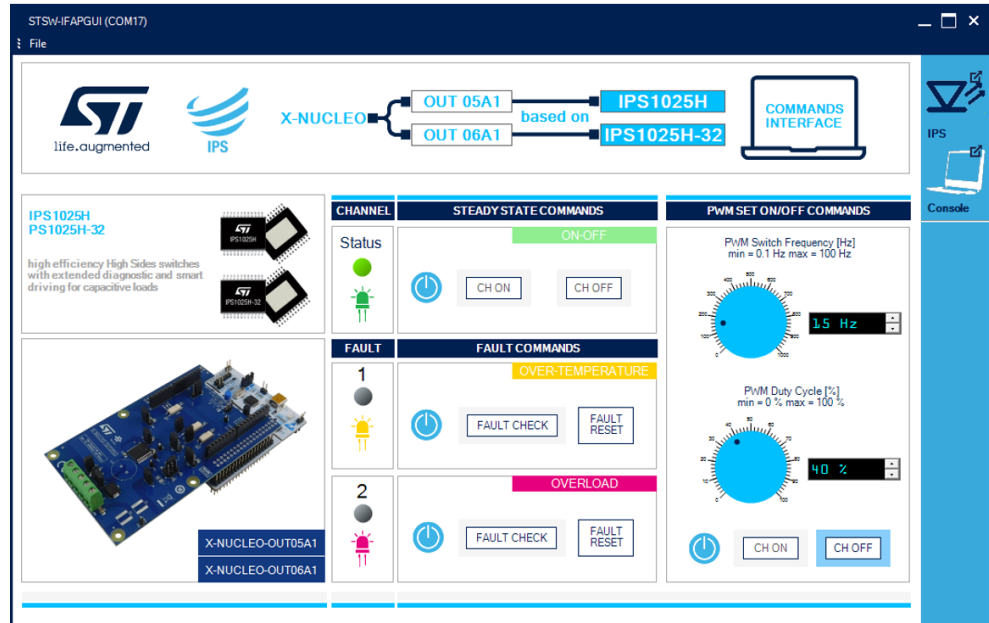 STSW-IFAPGUI (COM17)
File
ST
life.augmented
IPS
X-NUCLEO
OUT 05A1
OUT 06A1
based on
IPS1025H
IPS1025H-32
COMMANDS
INTERFACE
IPS
Console
IPS1025H
PS1025H-32
high efficiency High Sides switches
with extended diagnostic and smart
driving for capacitive loads
IPS1025H
IPS1025H-32
X-NUCLEO-OUT05A1
X-NUCLEO-OUT06A1
CHANNEL
Status
STEADY STATE COMMANDS
ON-OFF
CH ON
CH OFF
FAULT
FAULT COMMANDS
1
OVER-TEMPERATURE
FAULT CHECK
FAULT
RESET
2
OVERLOAD
FAULT CHECK
FAULT
RESET
PWM SET ON/OFF COMMANDS
PWM Switch Frequency [Hz]
min = 0.1 Hz max = 100 Hz
15 Hz
PWM Duty Cycle [%]
min = 0 % max = 100 %
40 %
CH ON
CH OFF